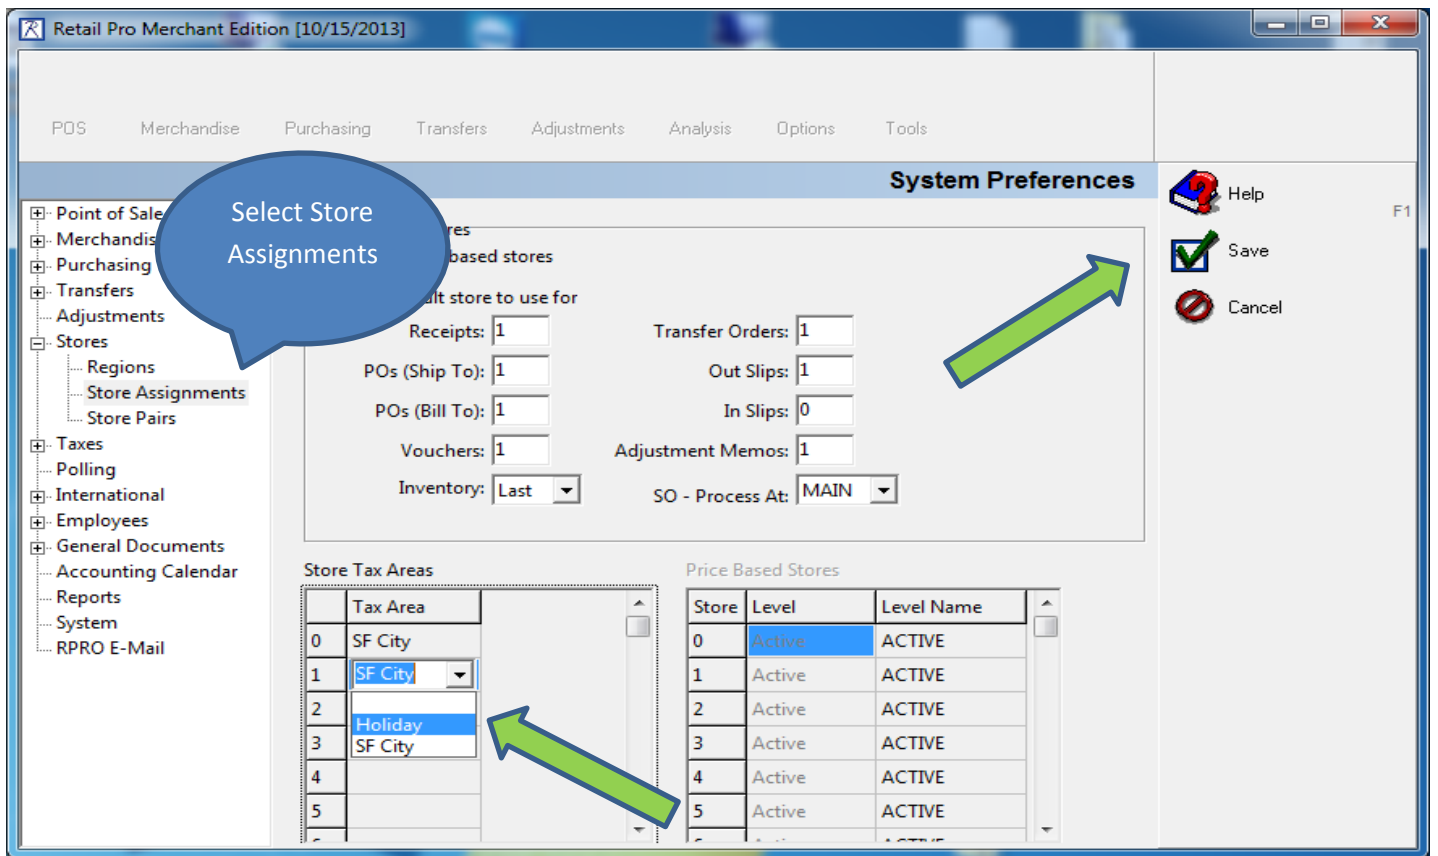 Retail Pro Merchant Edition [10/15/2013]
POS Merchandise Purchasing Transfers Adjustments Analysis Options Tools
System Preferences
Help
F1
Save
Cancel
Select Store
Assignments
Point of Sale
Merchandis
Purchasing
Transfers
Adjustments
Stores
Regions
Store Assignments
Store Pairs
Taxes
Polling
International
Employees
General Documents
Accounting Calendar
Reports
System
RPRO E-Mail
based stores
store to use for
Receipts: 1 Transfer Orders: 1
POs (Ship To): 1 Out Slips: 1
POs (Bill To): 1 In Slips: 0
Vouchers: 1 Adjustment Memos: 1
Inventory: Last SO - Process At: MAIN
Store Tax Areas
Tax Area
0 SF City
1 SF City
2
Holiday
3
SF City
4
5
Price Based Stores
Store Level Level Name
0 Active ACTIVE
1 Active ACTIVE
2 Active ACTIVE
3 Active ACTIVE
4 Active ACTIVE
5 Active ACTIVE